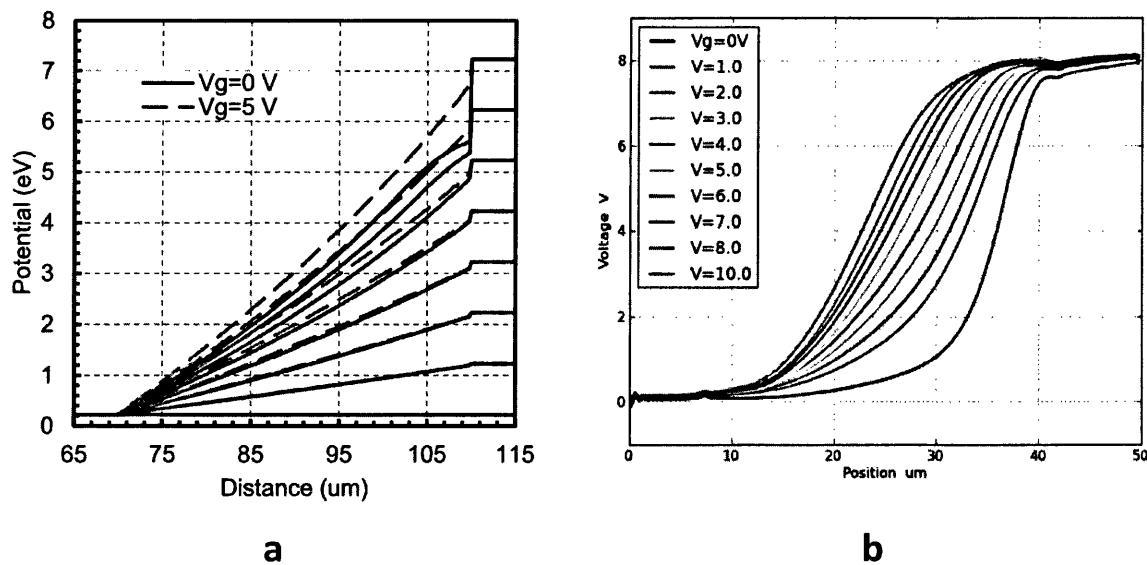 8
7
6
5
4
3
2
1
0
Potential (eV)
Vg=0 V
Vg=5 V
65
75
85
95
105
115
Distance (um)
a
8
6
4
2
0
Voltage V
Vg=0V
V=1.0
V=2.0
V=3.0
V=4.0
V=5.0
V=6.0
V=7.0
V=8.0
V=10.0
0
10
20
30
40
50
Position um
b